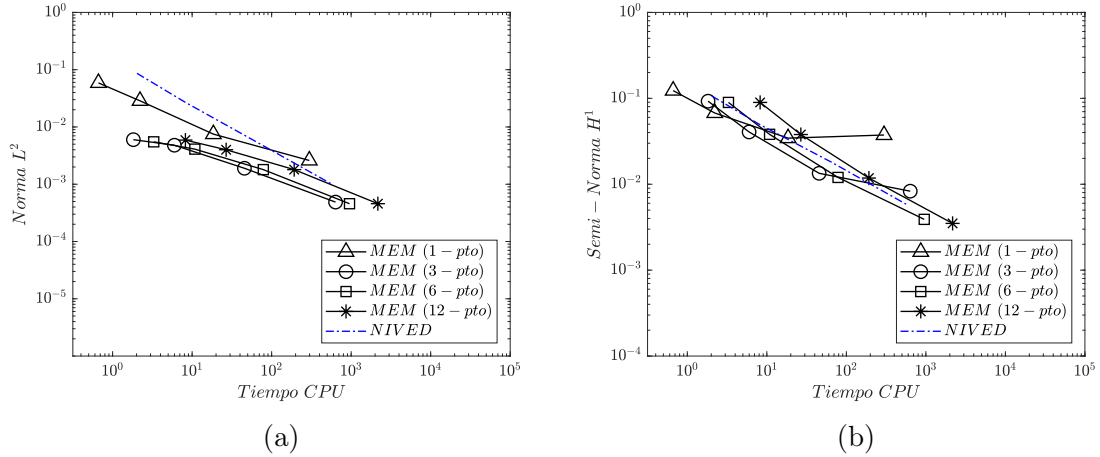 10^0
10^-1
10^-2
10^-3
10^-4
10^-5
Norma L^2
MEM (1 − pto)
MEM (3 − pto)
MEM (6 − pto)
MEM (12 − pto)
NIVED
10^0 10^1 10^2 10^3 10^4 10^5
Tiempo CPU
(a)
10^0
10^-1
10^-2
10^-3
10^-4
Semi − Norma H^1
MEM (1 − pto)
MEM (3 − pto)
MEM (6 − pto)
MEM (12 − pto)
NIVED
10^0 10^1 10^2 10^3 10^4 10^5
Tiempo CPU
(b)